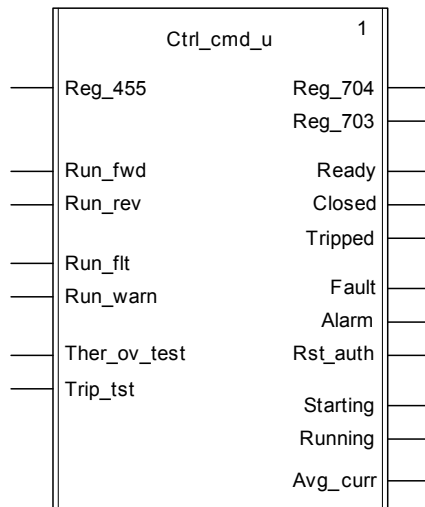 1
Ctrl_cmd_u
Reg_455 Reg_704
Reg_703
Run_fwd Ready
Run_rev Closed
Tripped
Run_flt
Fault
Run_warn
Alarm
Ther_ov_test Rst_auth
Trip_tst
Starting
Running
Avg_curr